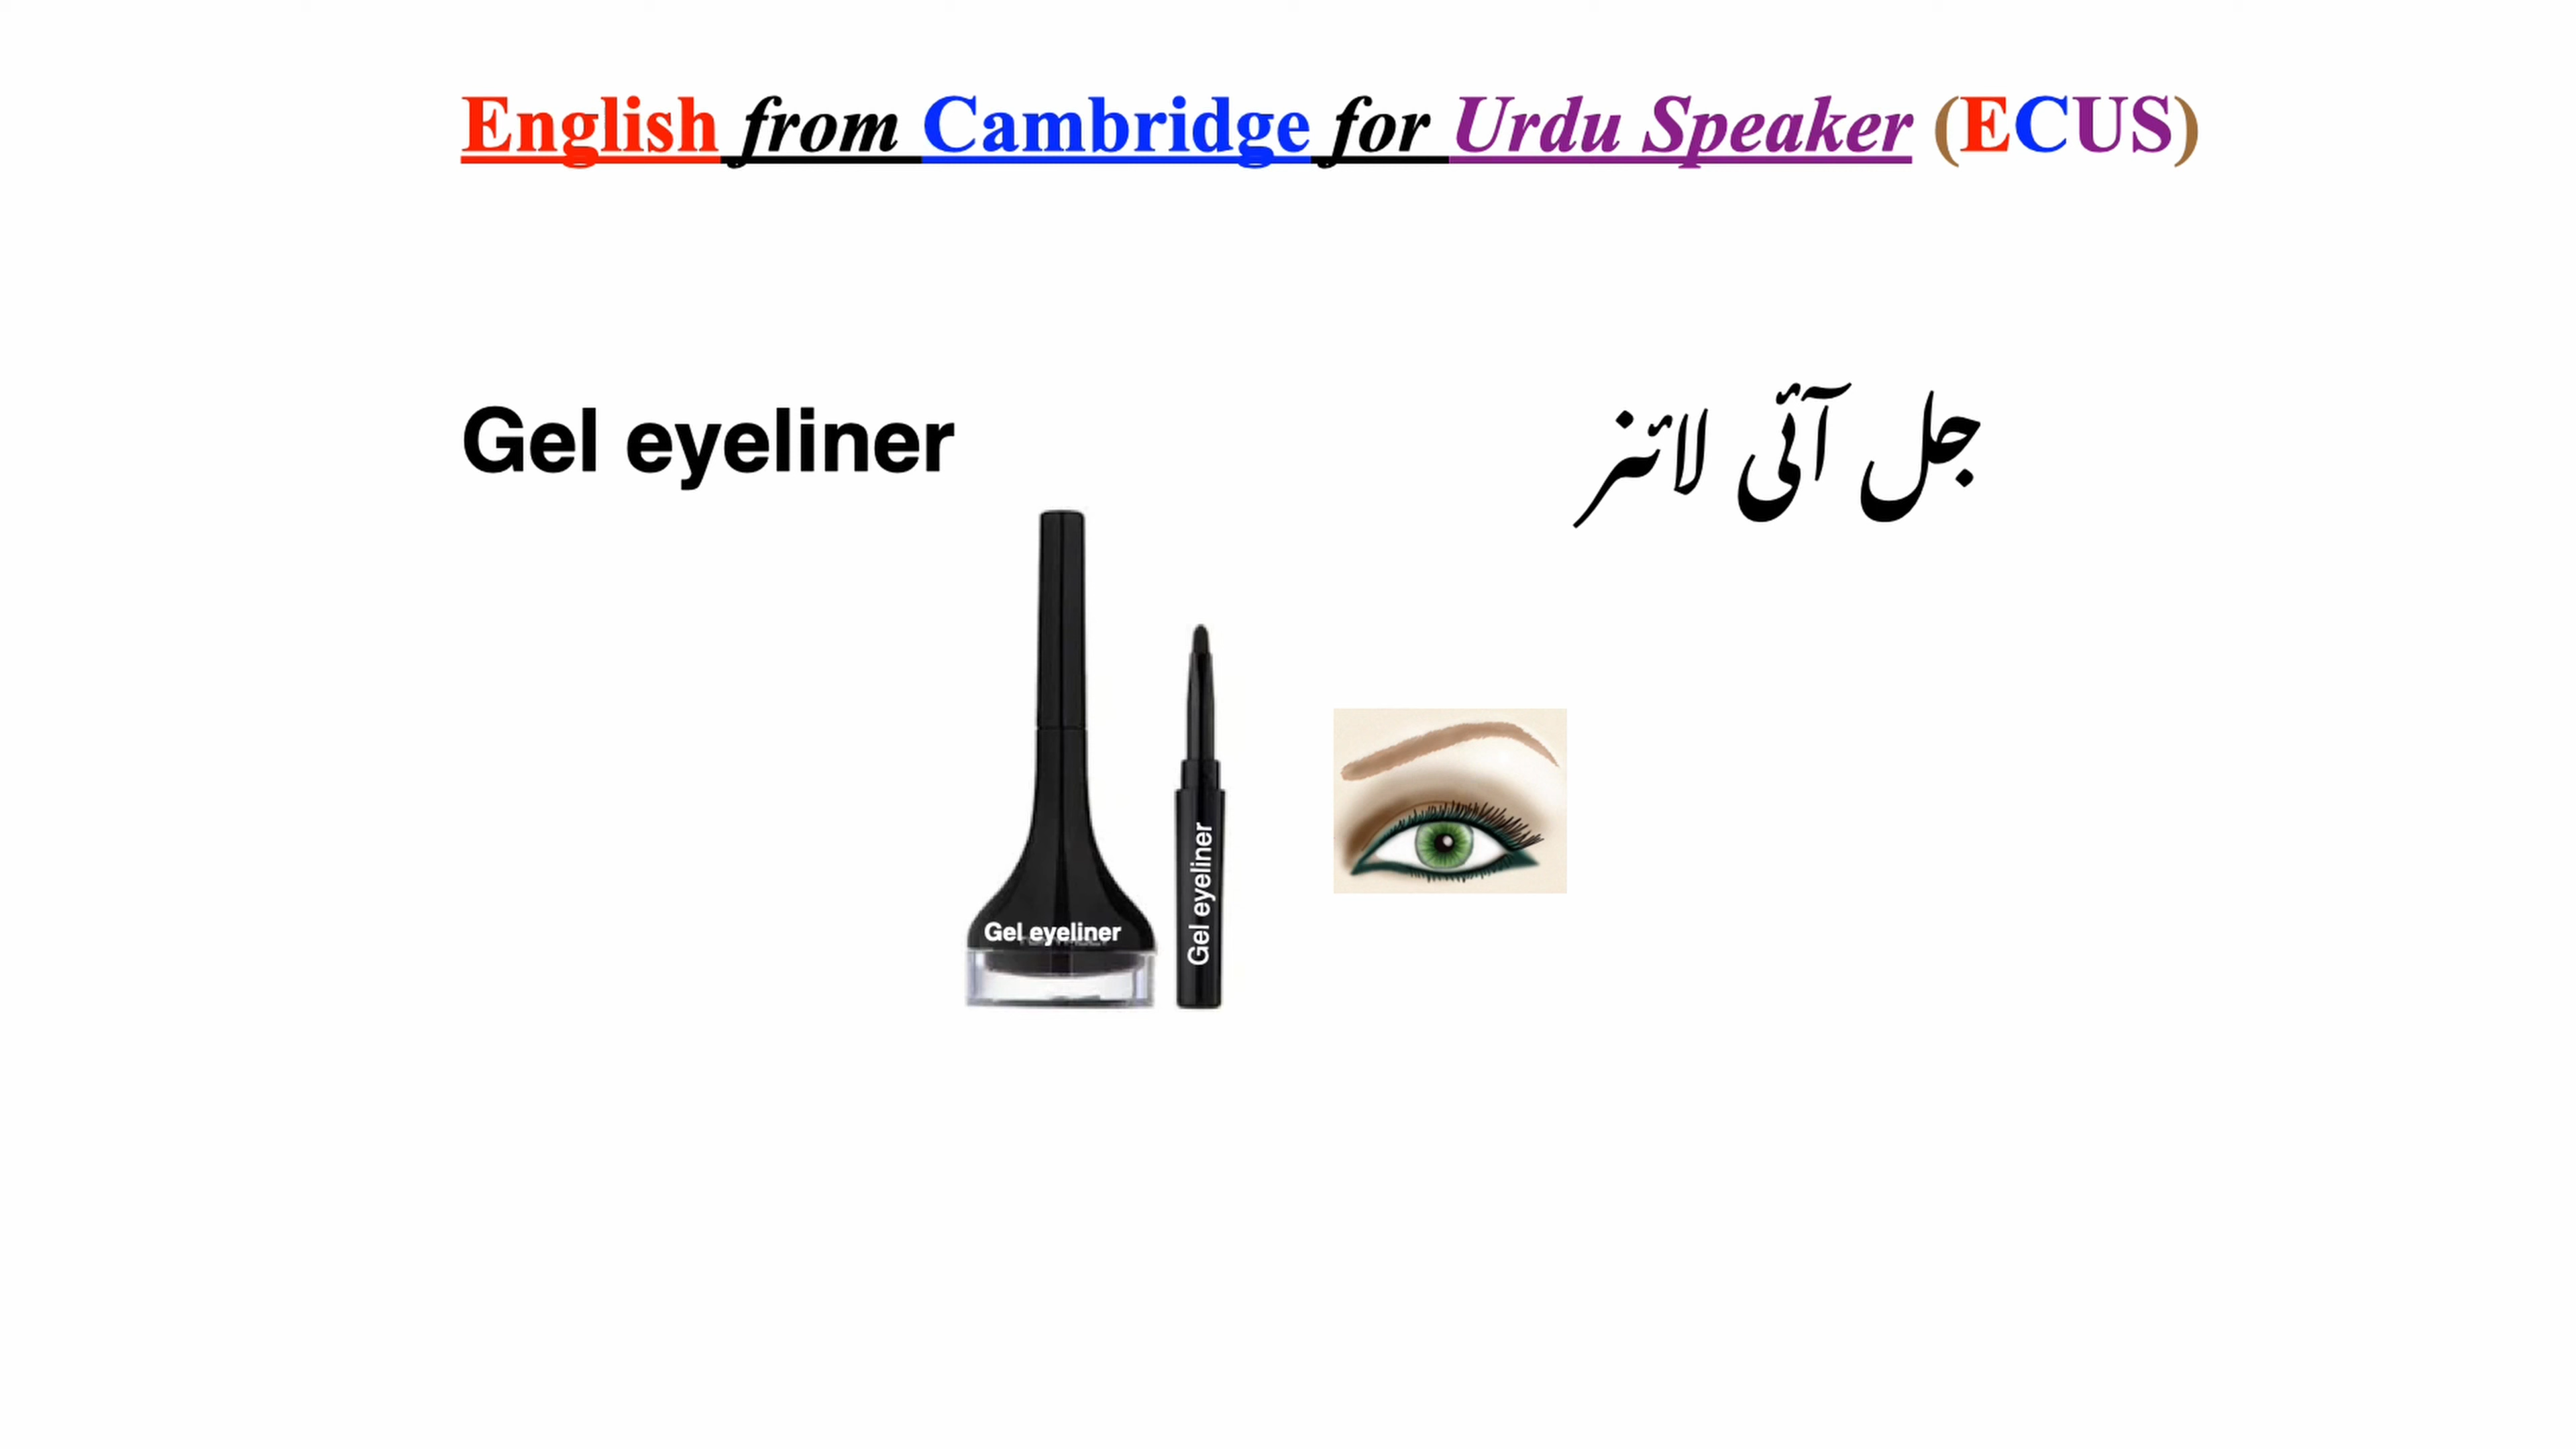 English from Cambridge for Urdu Speaker (ECUS)
Gel eyeliner
جل آئی لائنر
Gel eyeliner
Gel eyeliner